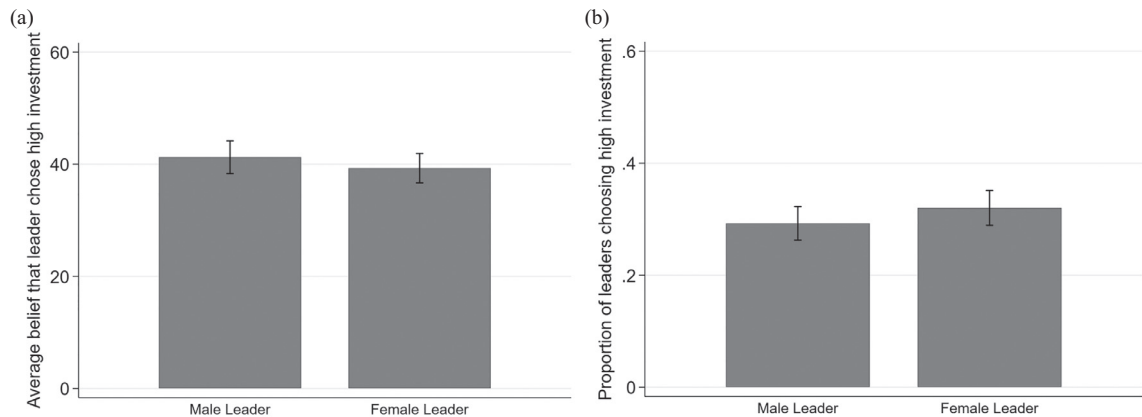 (a)
Average belief that leader chose high investment
60
40
20
0
Male Leader
Female Leader
(b)
Proportion of leaders choosing high investment
.6
.4
.2
0
Male Leader
Female Leader